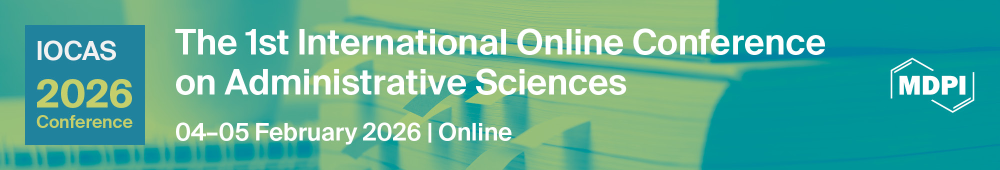 IOCAS
2026
Conference
The 1st International Online Conference
on Administrative Sciences
04–05 February 2026 | Online
MDPI